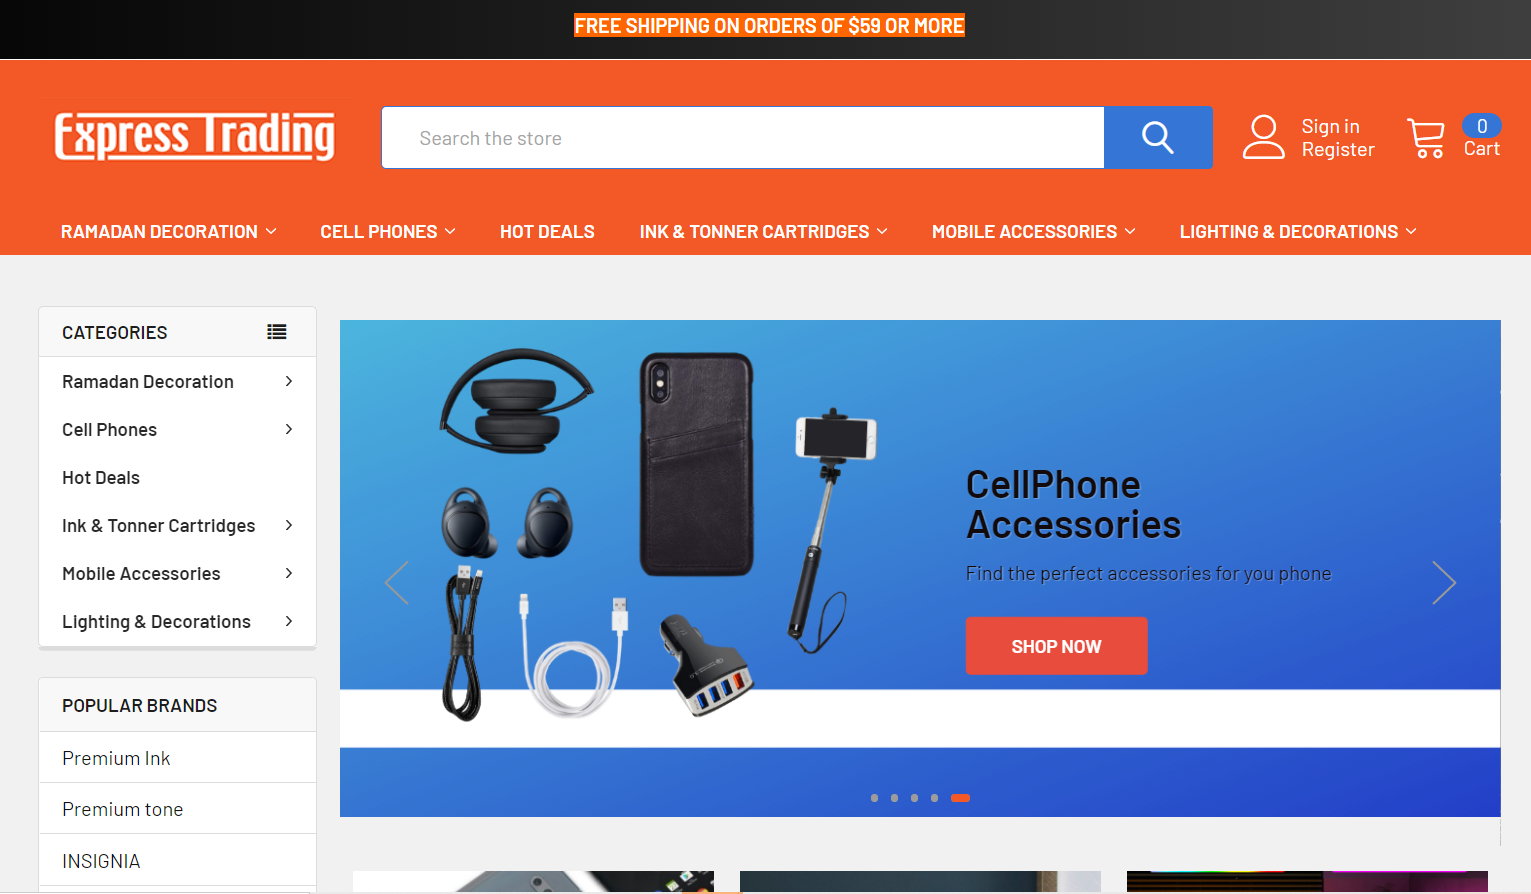 FREE SHIPPING ON ORDERS OF $59 OR MORE
Express Trading
Search the store
Sign in
Register
0
Cart
RAMADAN DECORATION
CELL PHONES
HOT DEALS
INK & TONNER CARTRIDGES
MOBILE ACCESSORIES
LIGHTING & DECORATIONS
CATEGORIES
Ramadan Decoration
Cell Phones
Hot Deals
Ink & Tonner Cartridges
Mobile Accessories
Lighting & Decorations
POPULAR BRANDS
Premium Ink
Premium tone
INSIGNIA
CellPhone
Accessories
Find the perfect accessories for you phone
SHOP NOW